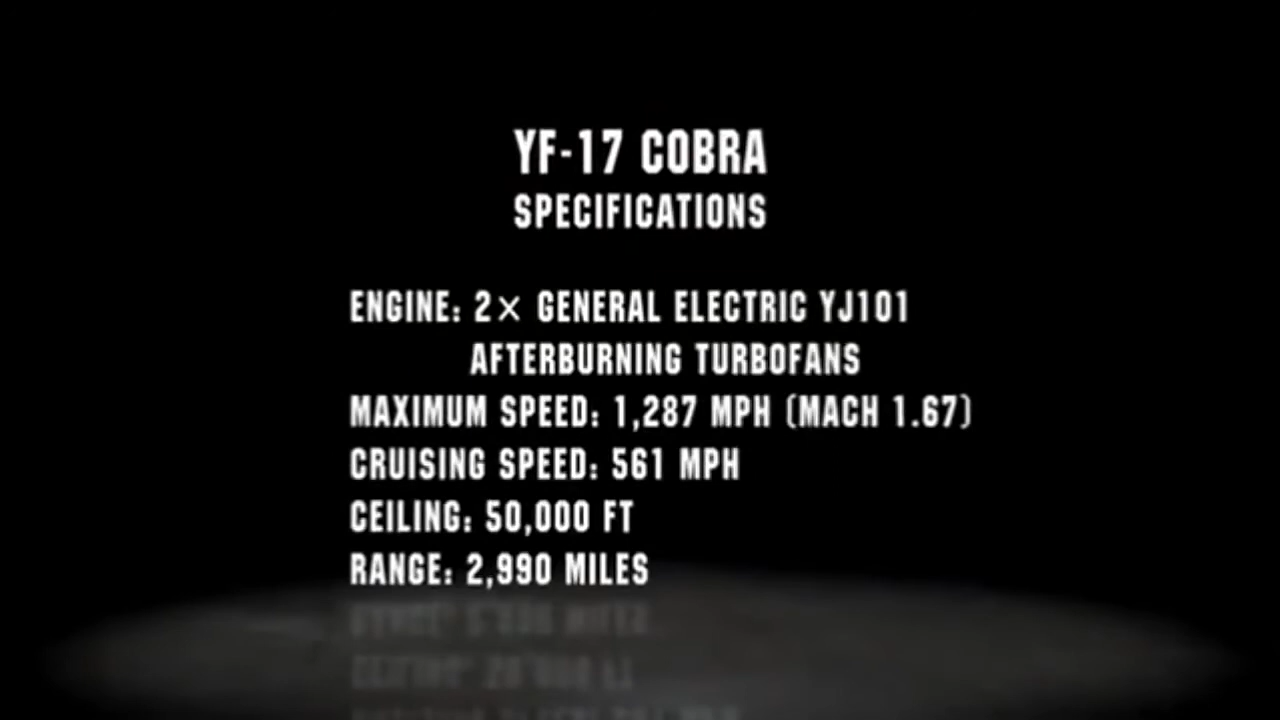 YF-17 COBRA
SPECIFICATIONS
ENGINE: 2× GENERAL ELECTRIC YJ101
AFTERBURNING TURBOFANS
MAXIMUM SPEED: 1,287 MPH (MACH 1.67)
CRUISING SPEED: 561 MPH
CEILING: 50,000 FT
RANGE: 2,990 MILES